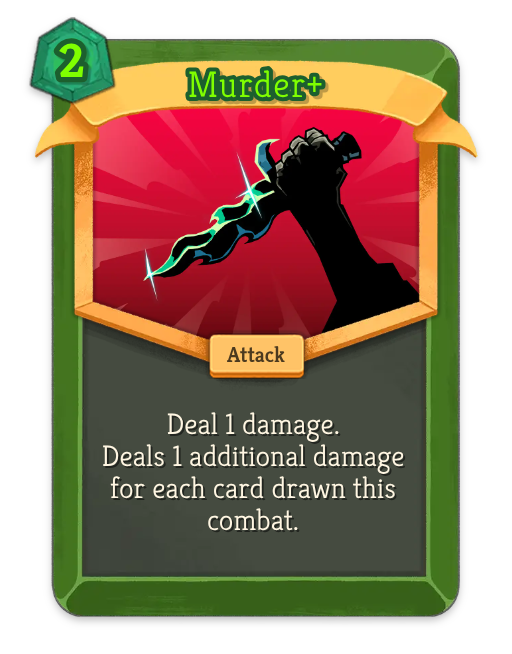 2
Murder+
Attack
Deal 1 damage.
Deals 1 additional damage
for each card drawn this
combat.